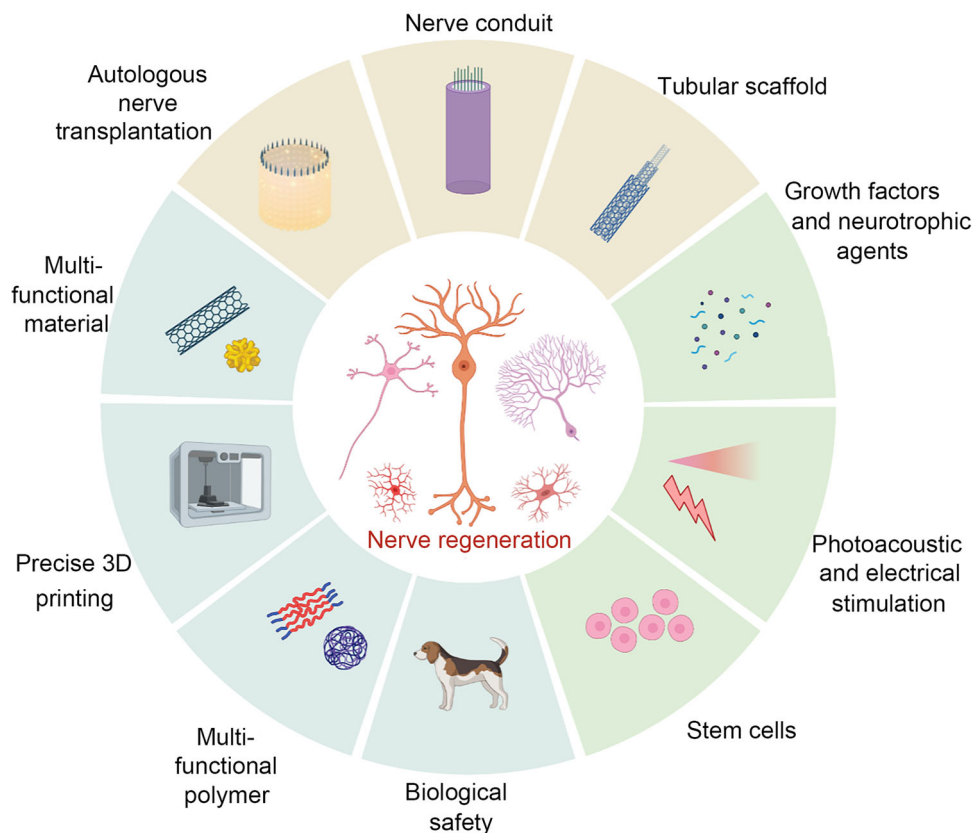 Nerve conduit
Autologous
nerve
transplantation
Tubular scaffold
Growth factors
and neurotrophic
agents
Multi-
functional
material
Nerve regeneration
Precise 3D
printing
Photoacoustic
and electrical
stimulation
Multi-
functional
polymer
Biological
safety
Stem cells